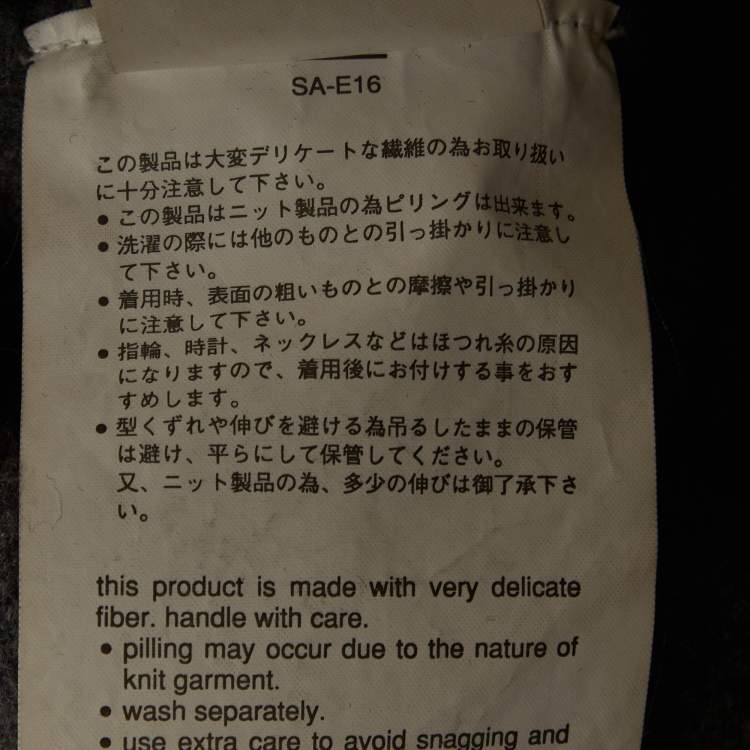 SA-E16
この製品は大変デリケートな繊維の為お取り扱い
に十分注意して下さい。
● この製品はニット製品の為ピリングは出来ます。
● 洗濯の際には他のものとの引っ掛かりに注意し
て下さい。
● 着用時、表面の粗いものとの摩擦や引っ掛かり
に注意して下さい。
● 指輪、時計、ネックレスなどはほつれ糸の原因
になりますので、着用後にお付けする事をおす
すめします。
● 型くずれや伸びを避ける為吊るしたままの保管
は避け、平らにして保管してください。
又、ニット製品の為、多少の伸びは御了承下さ
い。
this product is made with very delicate
fiber. handle with care.
● pilling may occur due to the nature of
knit garment.
● wash separately.
● use extra care to avoid snagging and